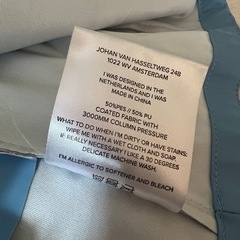 JOHAN VAN HASSELTWEG 24B
1022 WV AMSTERDAM
I WAS DESIGNED IN THE
NETHERLANDS AND I WAS
MADE IN CHINA
50%PES // 50% PU
COATED FABRIC WITH
3000MM COLUMN PRESSURE
WHAT TO DO WHEN I'M DIRTY OR HAVE STAINS:
WIPE ME WITH A WET CLOTH AND SOAP.
IF REALLY NECESSARY I LIKE A 30 DEGREES
DELICATE MACHINE WASH.
I'M ALLERGIC TO SOFTENER AND BLEACH